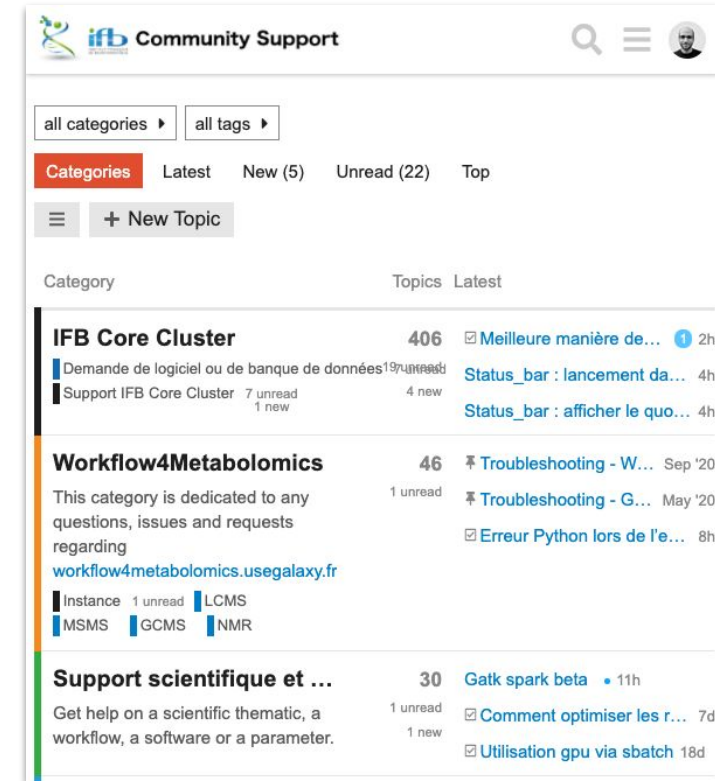 ifb Community Support
all categories
all tags
Categories Latest New (5) Unread (22) Top
+ New Topic
Category Topics Latest
IFB Core Cluster 406 Meilleure manière de… 1 2h
Demande de logiciel ou de banque de données unread Status_bar : lancement da… 4h
Support IFB Core Cluster 7 unread 4 new
1 new
Status_bar : afficher le quo… 4h
Workflow4Metabolomics 46 Troubleshooting - W… Sep '20
This category is dedicated to any 1 unread
questions, issues and requests Troubleshooting - G… May '20
regarding Erreur Python lors de l'e… 8h
workflow4metabolomics.usegalaxy.fr
Instance 1 unread LCMS
MSMS GCMS NMR
Support scientifique et … 30 Gatk spark beta • 11h
Get help on a scientific thematic, a 1 unread Comment optimiser les r… 7d
workflow, a software or a parameter. 1 new
Utilisation gpu via sbatch 18d